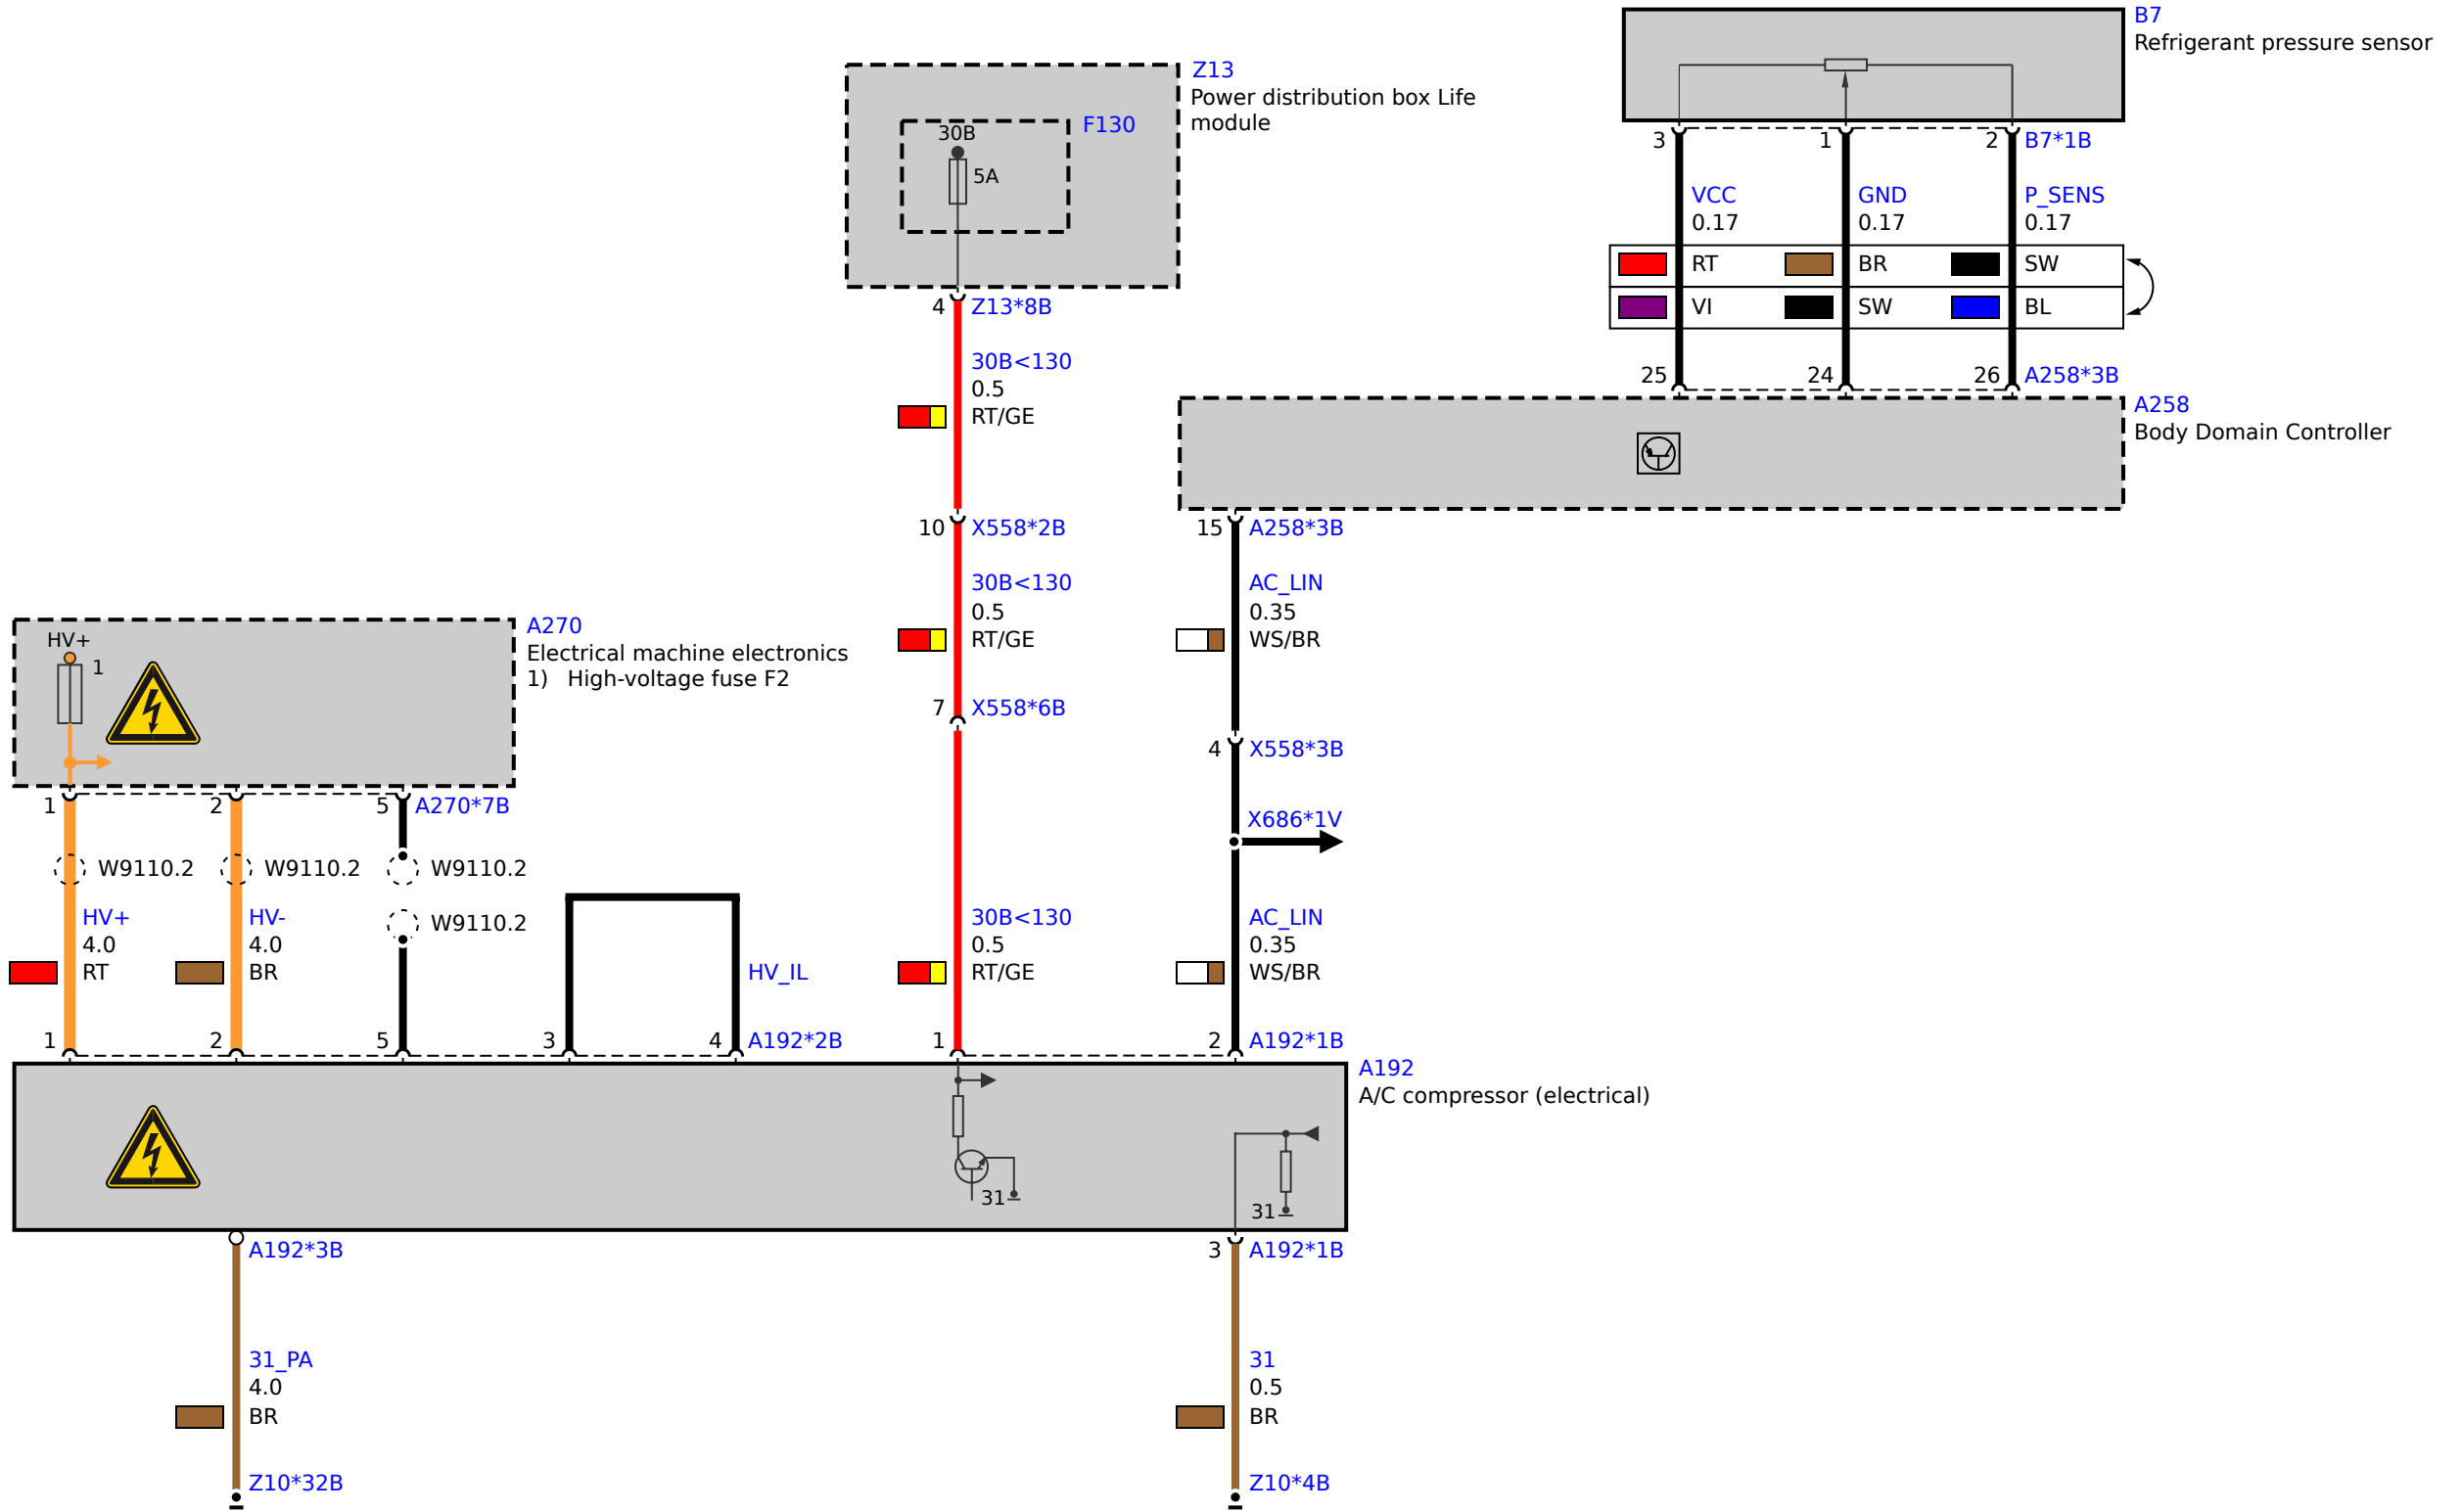 B7
Refrigerant pressure sensor
Z13
Power distribution box Life
module
F130
30B
5A
3
1
2
B7*1B
VCC
0.17
GND
0.17
P_SENS
0.17
RT
BR
SW
VI
SW
BL
4
Z13*8B
30B<130
0.5
RT/GE
25
24
26
A258*3B
A258
Body Domain Controller
10
X558*2B
15
A258*3B
30B<130
0.5
RT/GE
AC_LIN
0.35
WS/BR
A270
Electrical machine electronics
1) High-voltage fuse F2
HV+
1
7
X558*6B
4
X558*3B
1
2
5
A270*7B
X686*1V
W9110.2
W9110.2
W9110.2
W9110.2
HV+
4.0
RT
HV-
4.0
BR
HV_IL
30B<130
0.5
RT/GE
AC_LIN
0.35
WS/BR
1
2
5
3
4
A192*2B
1
2
A192*1B
A192
A/C compressor (electrical)
31
31
A192*3B
3
A192*1B
31_PA
4.0
BR
31
0.5
BR
Z10*32B
Z10*4B